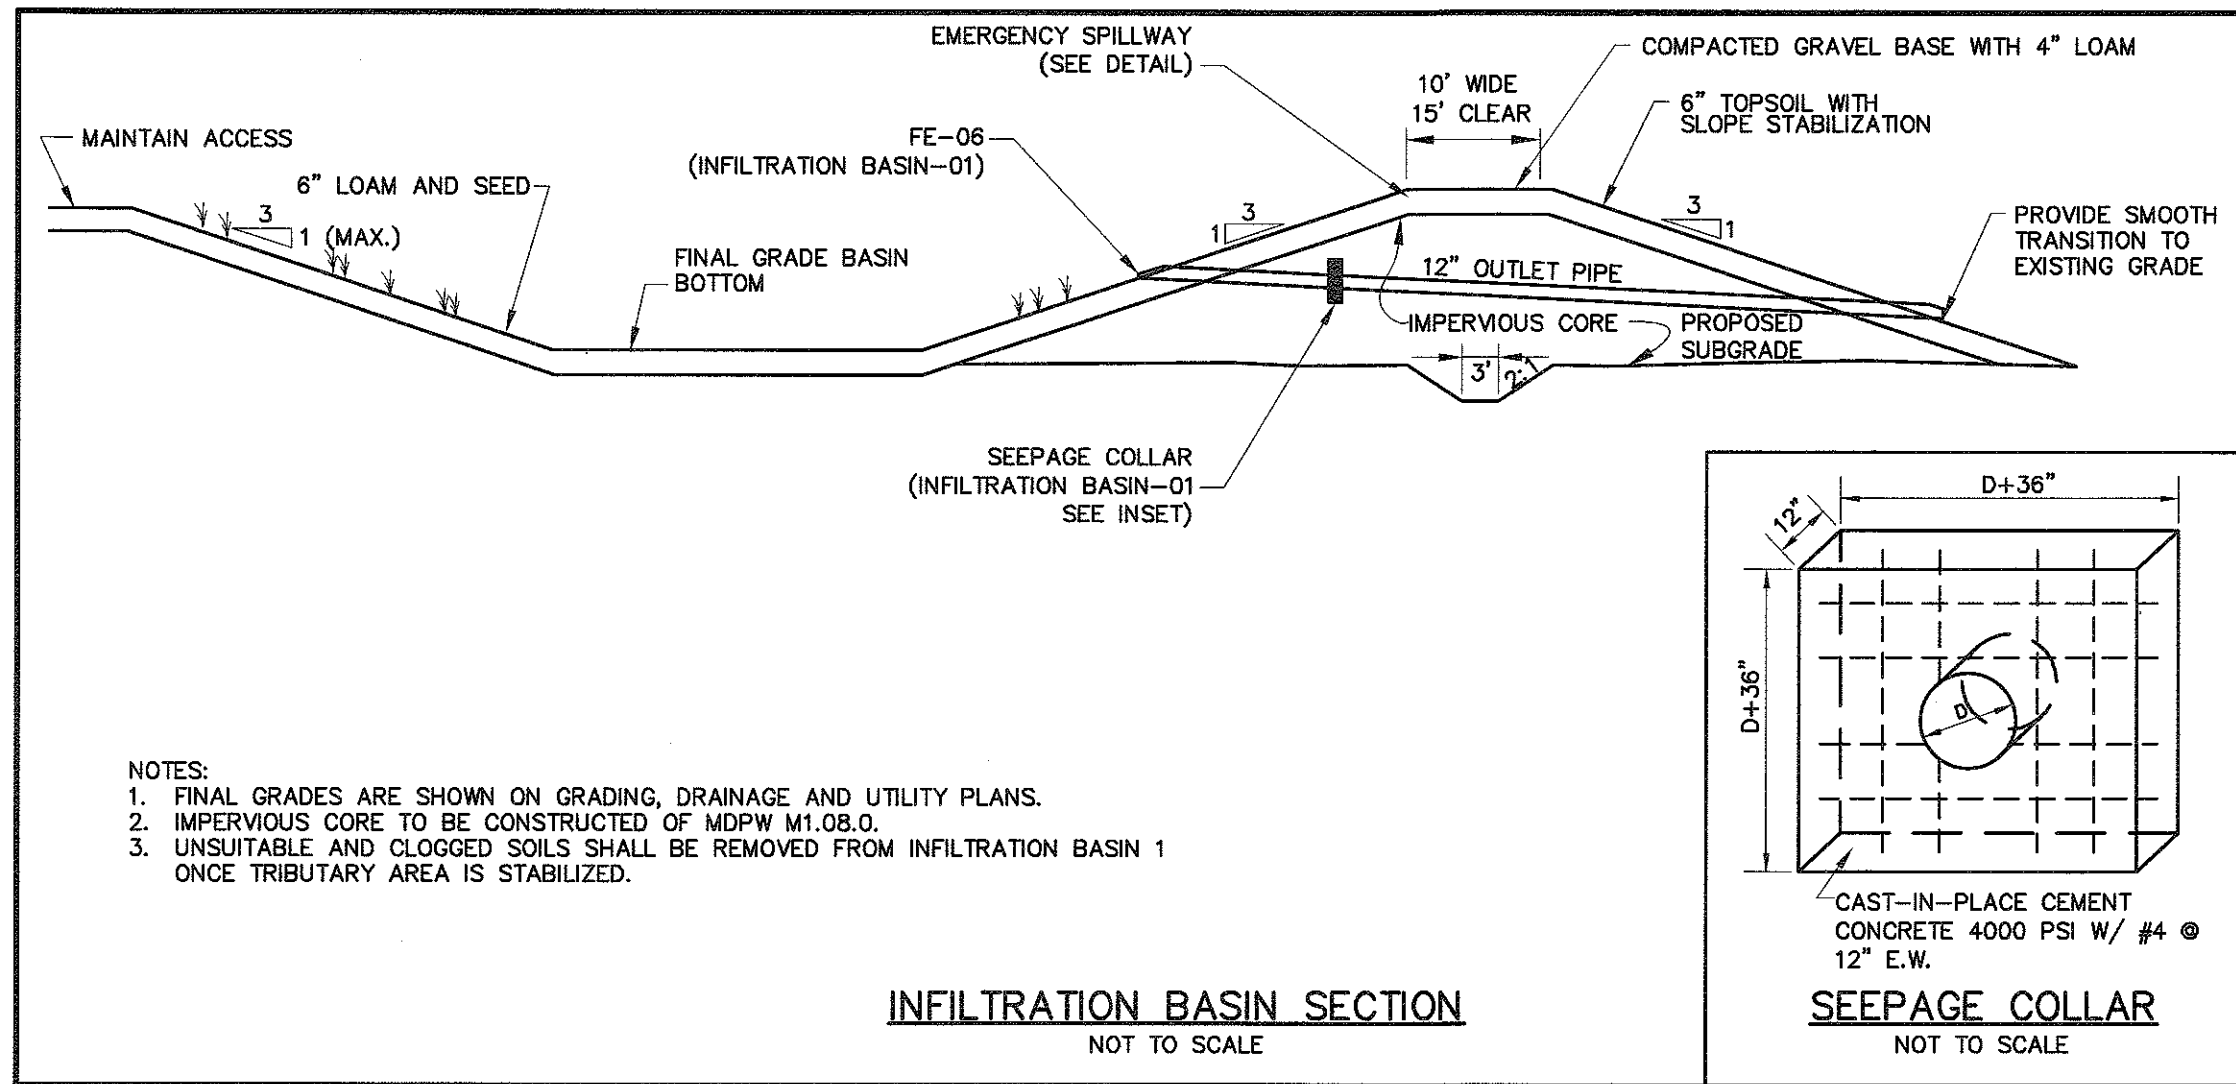 EMERGENCY SPILLWAY
(SEE DETAIL)
COMPACTED GRAVEL BASE WITH 4" LOAM
10' WIDE
15' CLEAR
6" TOPSOIL WITH
SLOPE STABILIZATION
MAINTAIN ACCESS
FE-06
(INFILTRATION BASIN-01)
6" LOAM AND SEED
3
1 (MAX.)
3
1
3
1
PROVIDE SMOOTH
TRANSITION TO
EXISTING GRADE
FINAL GRADE BASIN
BOTTOM
12" OUTLET PIPE
IMPERVIOUS CORE
PROPOSED
SUBGRADE
3'
2:1
SEEPAGE COLLAR
(INFILTRATION BASIN-01
SEE INSET)
D+36"
12"
D+36"
D
CAST-IN-PLACE CEMENT
CONCRETE 4000 PSI W/ #4 @
12" E.W.
SEEPAGE COLLAR
NOT TO SCALE
NOTES:
1. FINAL GRADES ARE SHOWN ON GRADING, DRAINAGE AND UTILITY PLANS.
2. IMPERVIOUS CORE TO BE CONSTRUCTED OF MDPW M1.08.0.
3. UNSUITABLE AND CLOGGED SOILS SHALL BE REMOVED FROM INFILTRATION BASIN 1
ONCE TRIBUTARY AREA IS STABILIZED.
INFILTRATION BASIN SECTION
NOT TO SCALE